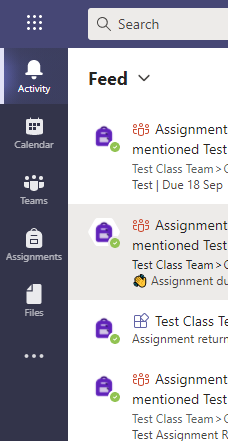 Search
Activity
Calendar
Teams
Assignments
Files
Feed
Assignment
mentioned Test
Test Class Team >
Test | Due 18 Sep
Assignment
mentioned Test
Test Class Team >
👏 Assignment du
Test Class Te
Assignment return
Assignment
mentioned Test
Test Class Team >
Test Assignment R